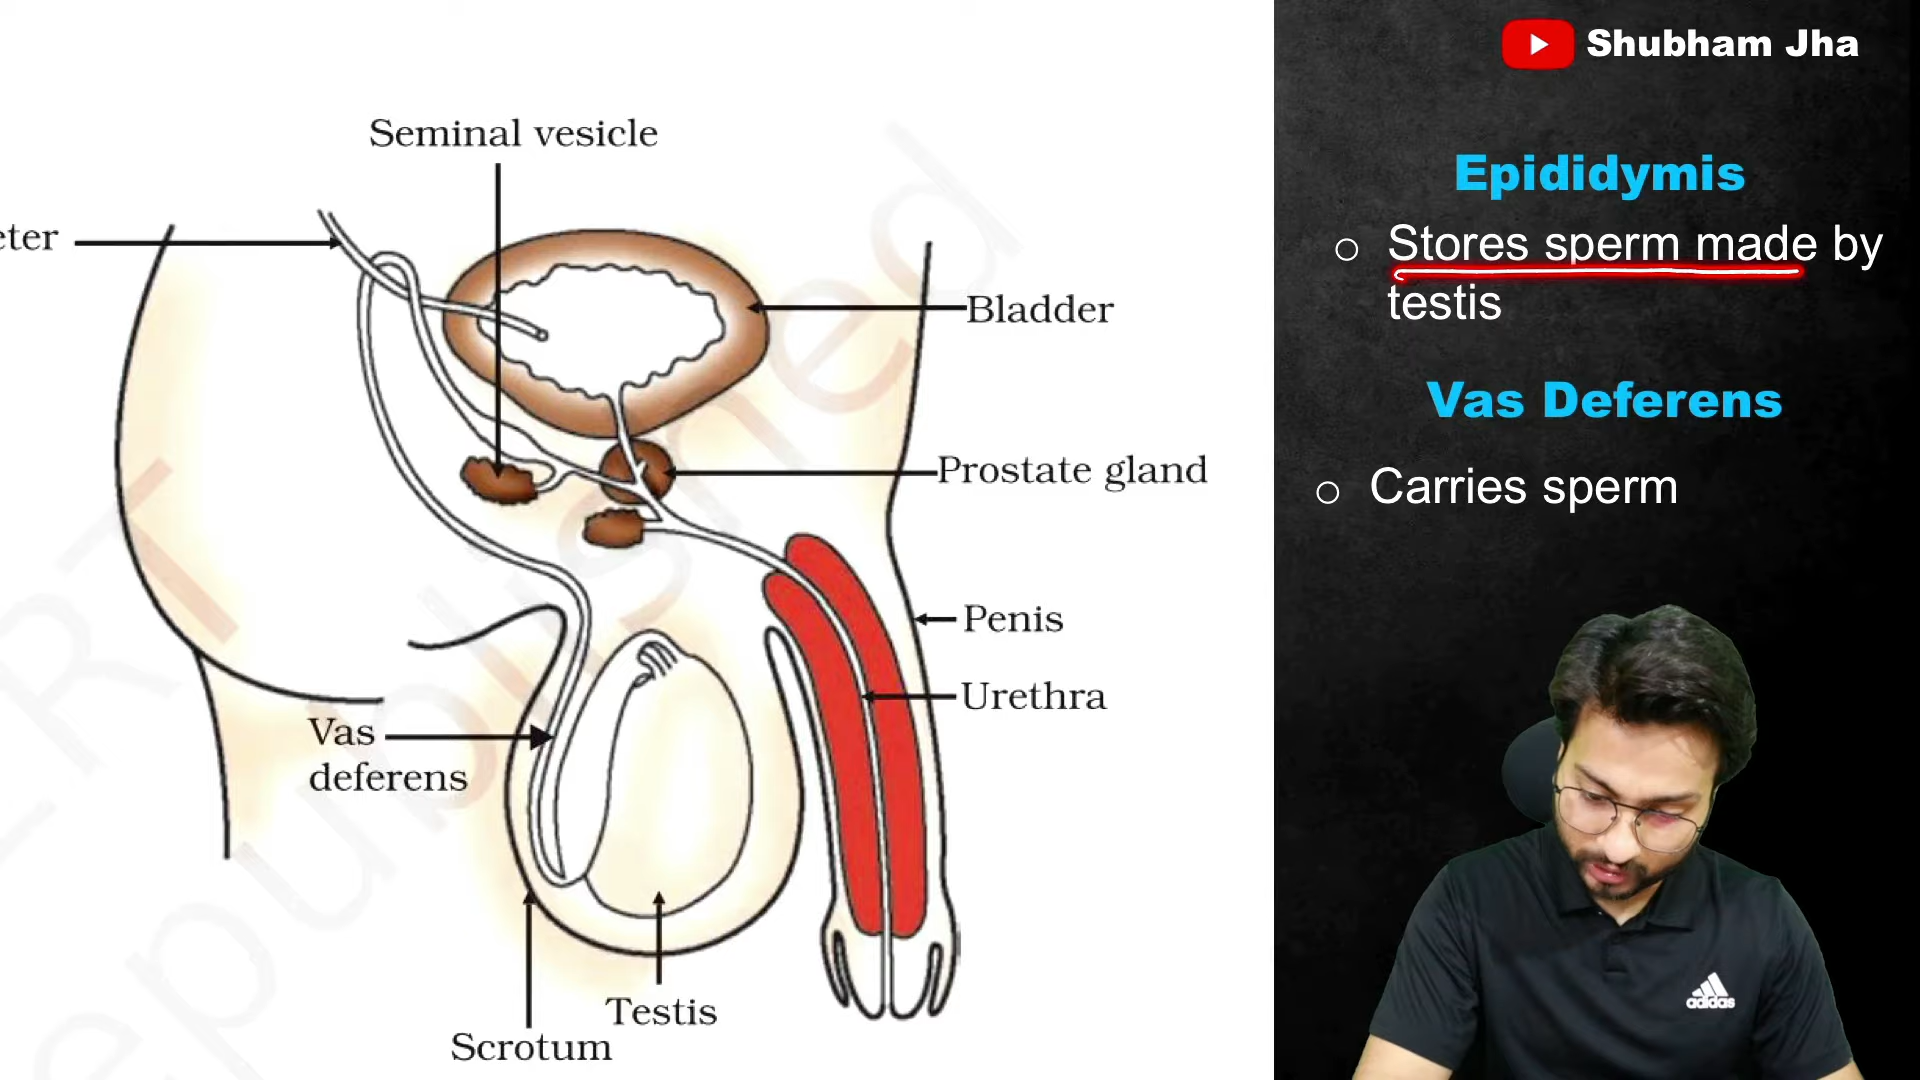 Shubham Jha
Seminal vesicle
eter
Bladder
Prostate gland
Penis
Urethra
Vas
deferens
Testis
Scrotum
Epididymis
Stores sperm made by
testis
Vas Deferens
Carries sperm
adidas